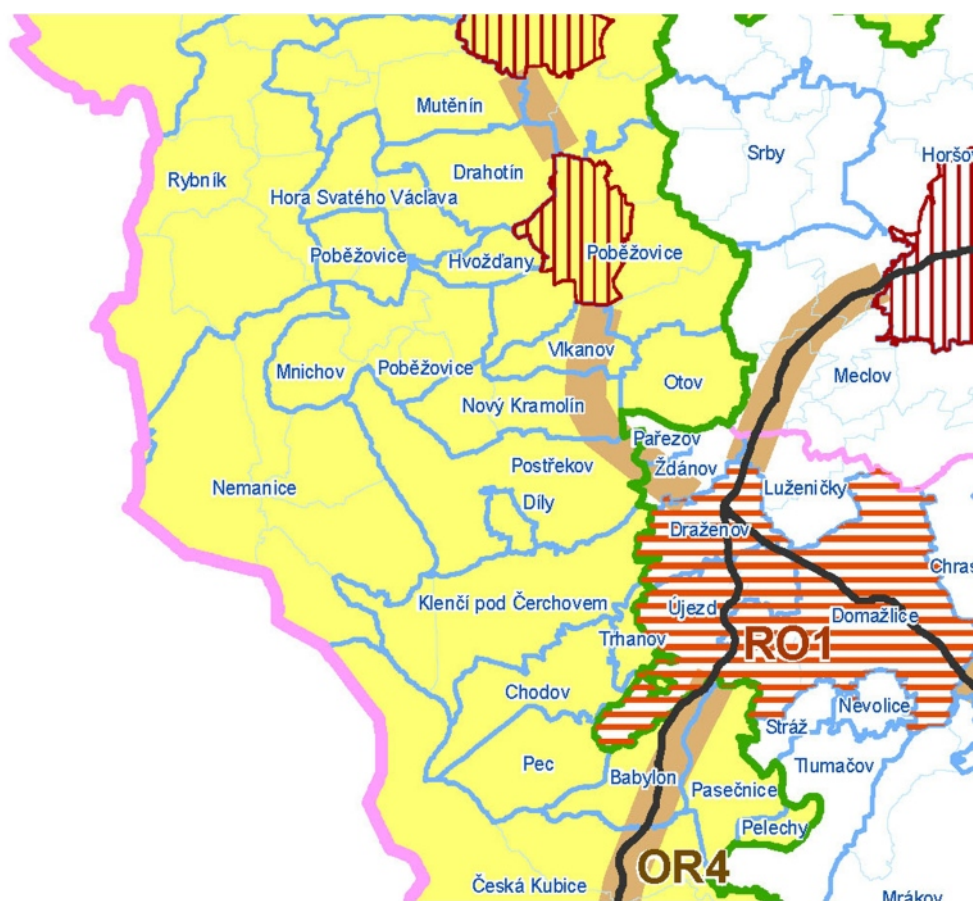 Mutěnín
Srby
Horšov
Rybník
Drahotín
Hora Svatého Václava
Poběžovice
Hvožďany
Poběžovice
Vlkanov
Mnichov
Poběžovice
Otov
Meclov
Nový Kramolín
Pařezov
Postřekov
Ždánov
Nemanice
Díly
Luženičky
Draženov
Chras
Klenčí pod Čerchovem
Újezd
Domažlice
Trhanov
RO1
Chodov
Nevolice
Stráž
Pec
Babylon
Tlumačov
Pasečnice
Pelechy
OR4
Česká Kubice
Mrákov